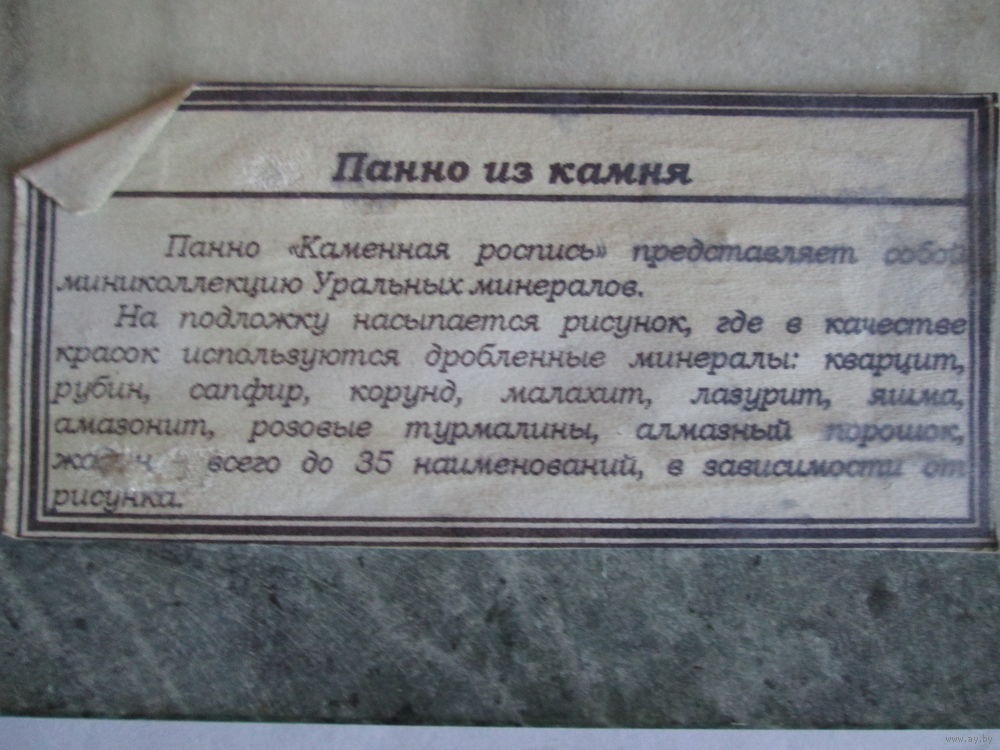 Панно из камня
Панно «Каменная роспись» представляет собой
миниколлекцию Уральных минералов.
На подложку насыпается рисунок, где в качестве
красок используются дробленные минералы: кварцит,
рубин, сапфир, корунд, малахит, лазурит, яшма,
амазонит, розовые турмалины, алмазный порошок,
всего до 35 наименований, в зависимости от
рисунка.
www.ay.by